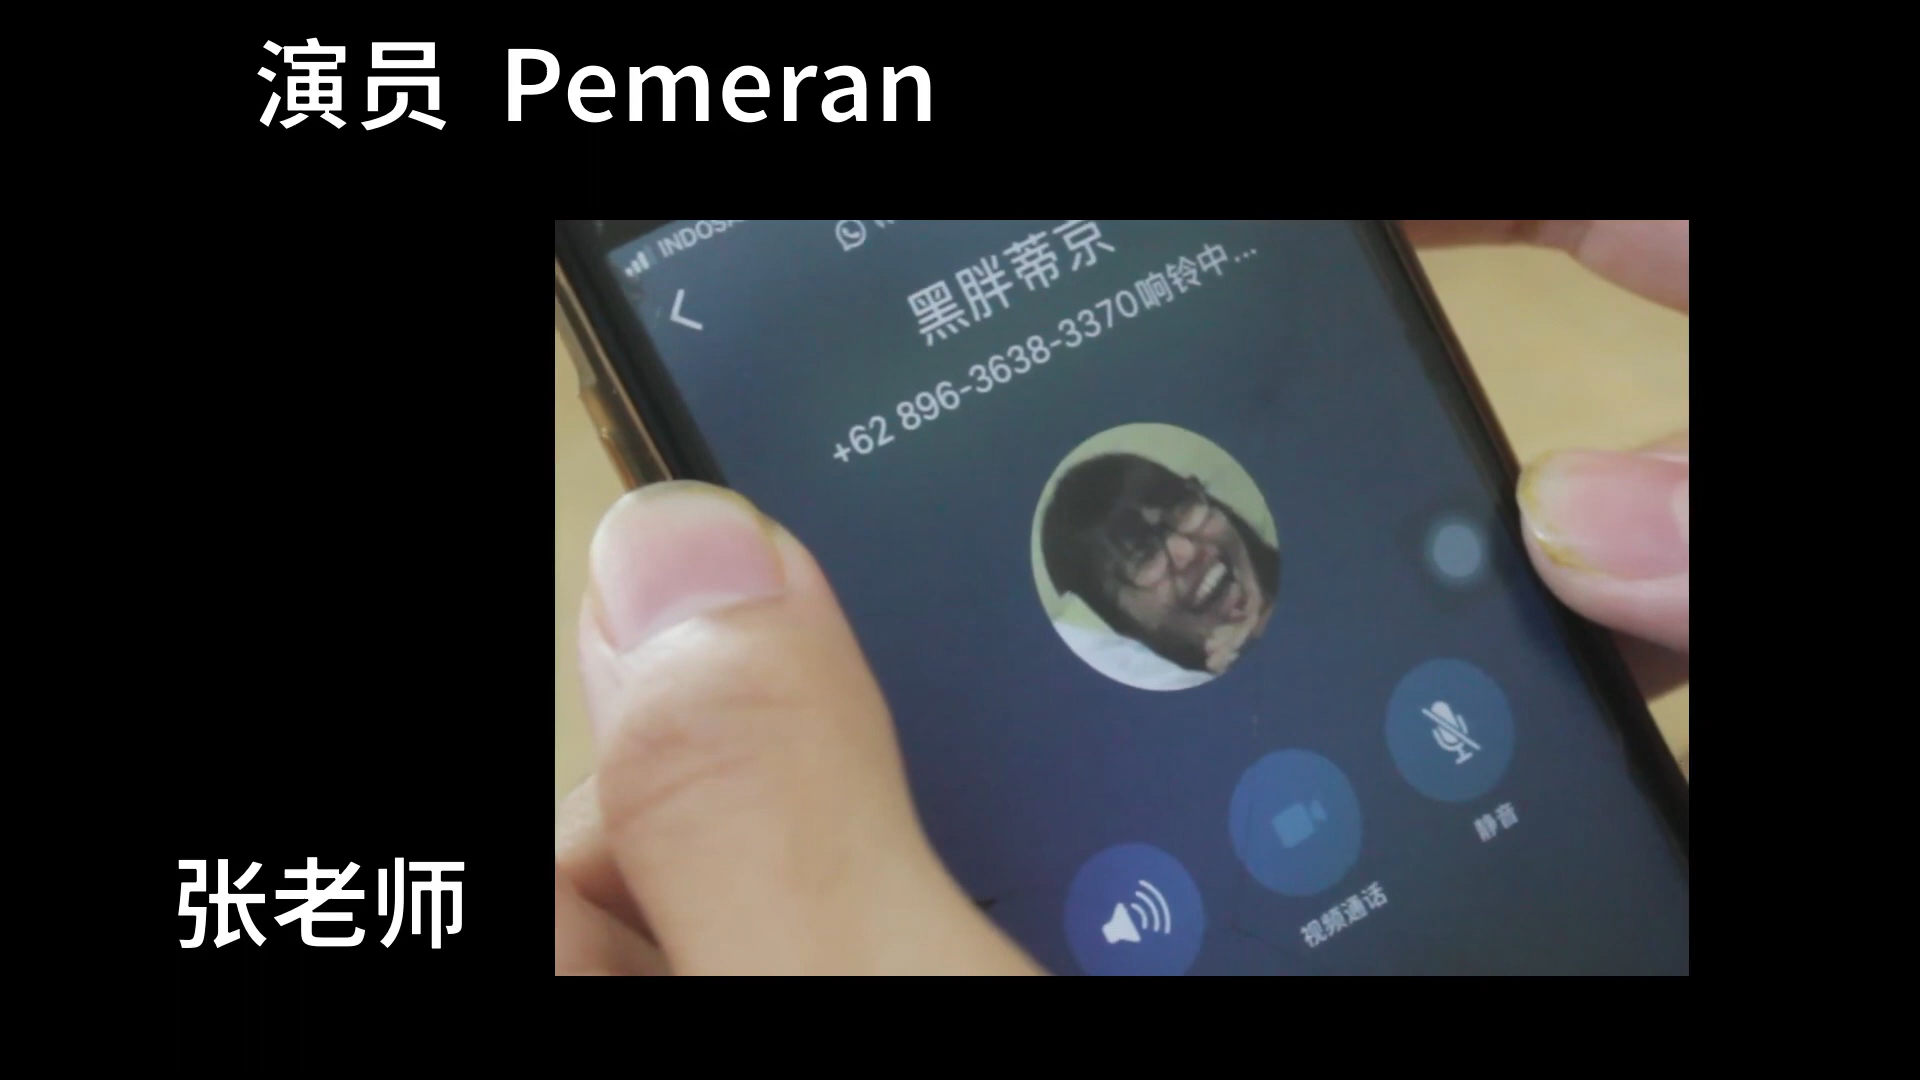 演员 Pemeran
INDOSA
黑胖蒂京
+62 896-3638-3370响铃中...
静音
视频通话
张老师